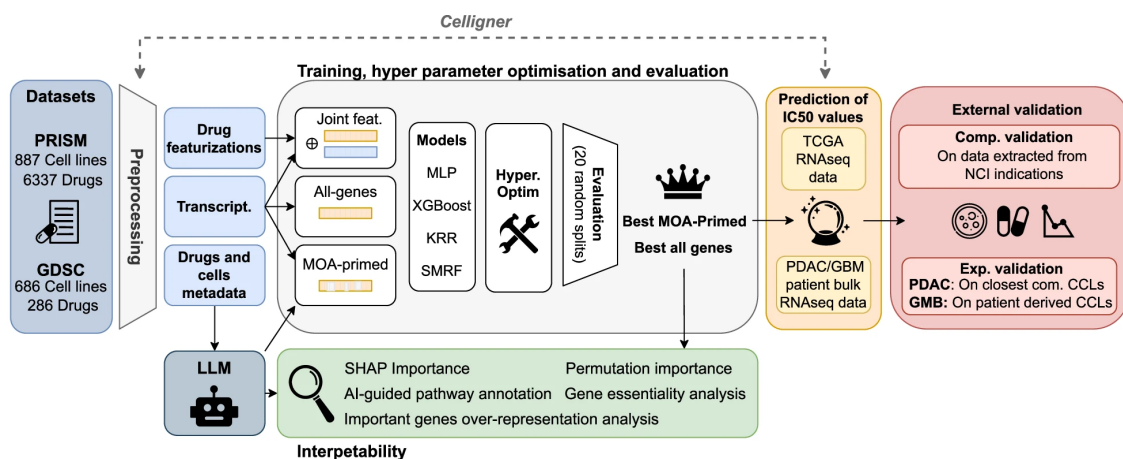 Celligner
Training, hyper parameter optimisation and evaluation
Datasets
PRISM
887 Cell lines
6337 Drugs
GDSC
686 Cell lines
286 Drugs
Preprocessing
Drug
featurizations
Transcript.
Drugs and
cells
metadata
LLM
Joint feat.
⊕
All-genes
MOA-primed
Models
MLP
XGBoost
KRR
SMRF
Hyper.
Optim
Evaluation
(20 random splits)
Best MOA-Primed
Best all genes
Prediction of
IC50 values
TCGA
RNAseq
data
PDAC/GBM
patient bulk
RNAseq data
External validation
Comp. validation
On data extracted from
NCI indications
Exp. validation
PDAC: On closest com. CCLs
GMB: On patient derived CCLs
SHAP Importance
Permutation importance
AI-guided pathway annotation
Gene essentiality analysis
Important genes over-representation analysis
Interpetability